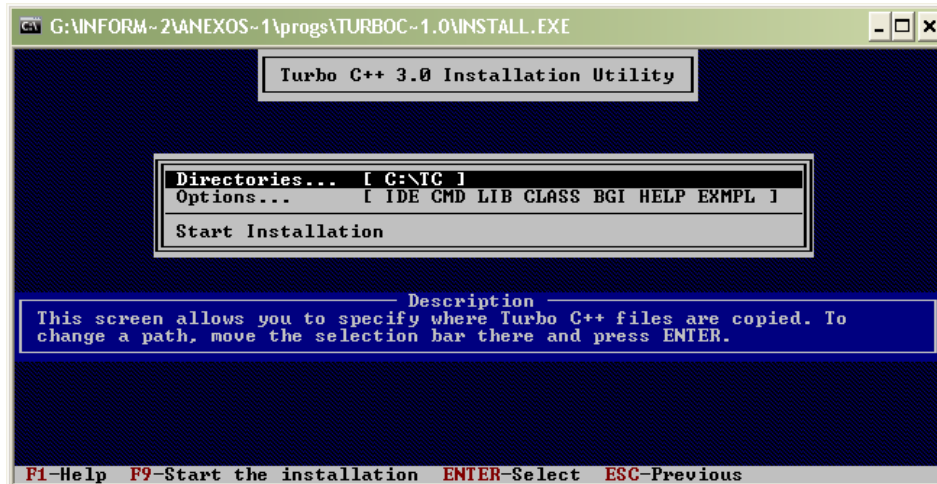 G:\INFORM~2\ANEXOS~1\progs\TURBOC~1.0\INSTALL.EXE
Turbo C++ 3.0 Installation Utility
Directories... [ C:\TC ]
Options... [ IDE CMD LIB CLASS BGI HELP EXMPL ]
Start Installation
Description
This screen allows you to specify where Turbo C++ files are copied. To
change a path, move the selection bar there and press ENTER.
F1-Help F9-Start the installation ENTER-Select ESC-Previous